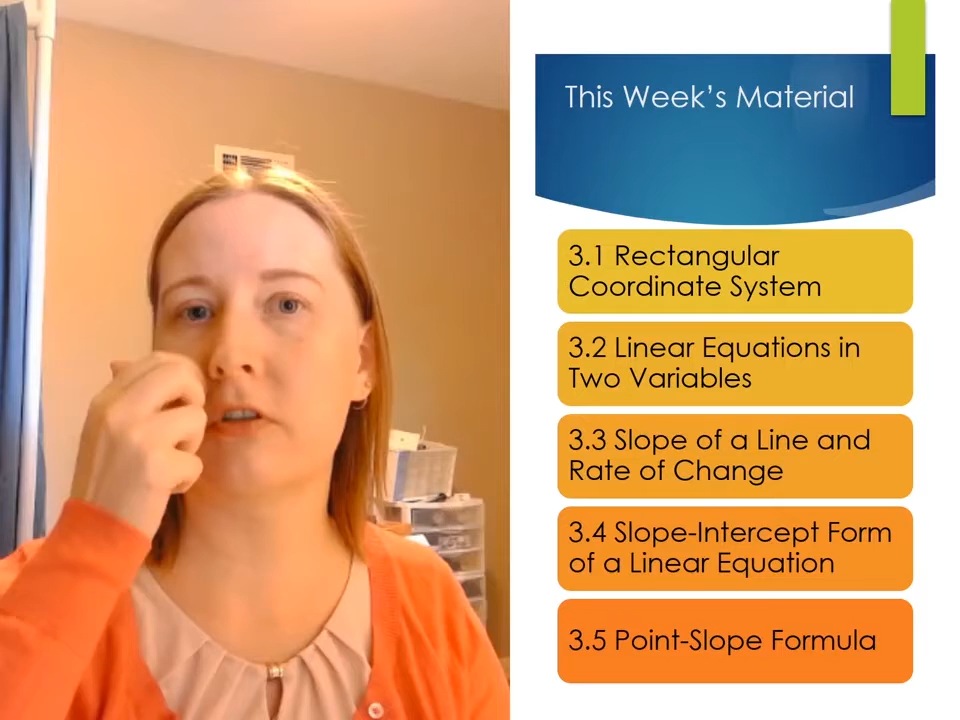 This Week's Material
3.1 Rectangular
Coordinate System
3.2 Linear Equations in
Two Variables
3.3 Slope of a Line and
Rate of Change
3.4 Slope-Intercept Form
of a Linear Equation
3.5 Point-Slope Formula